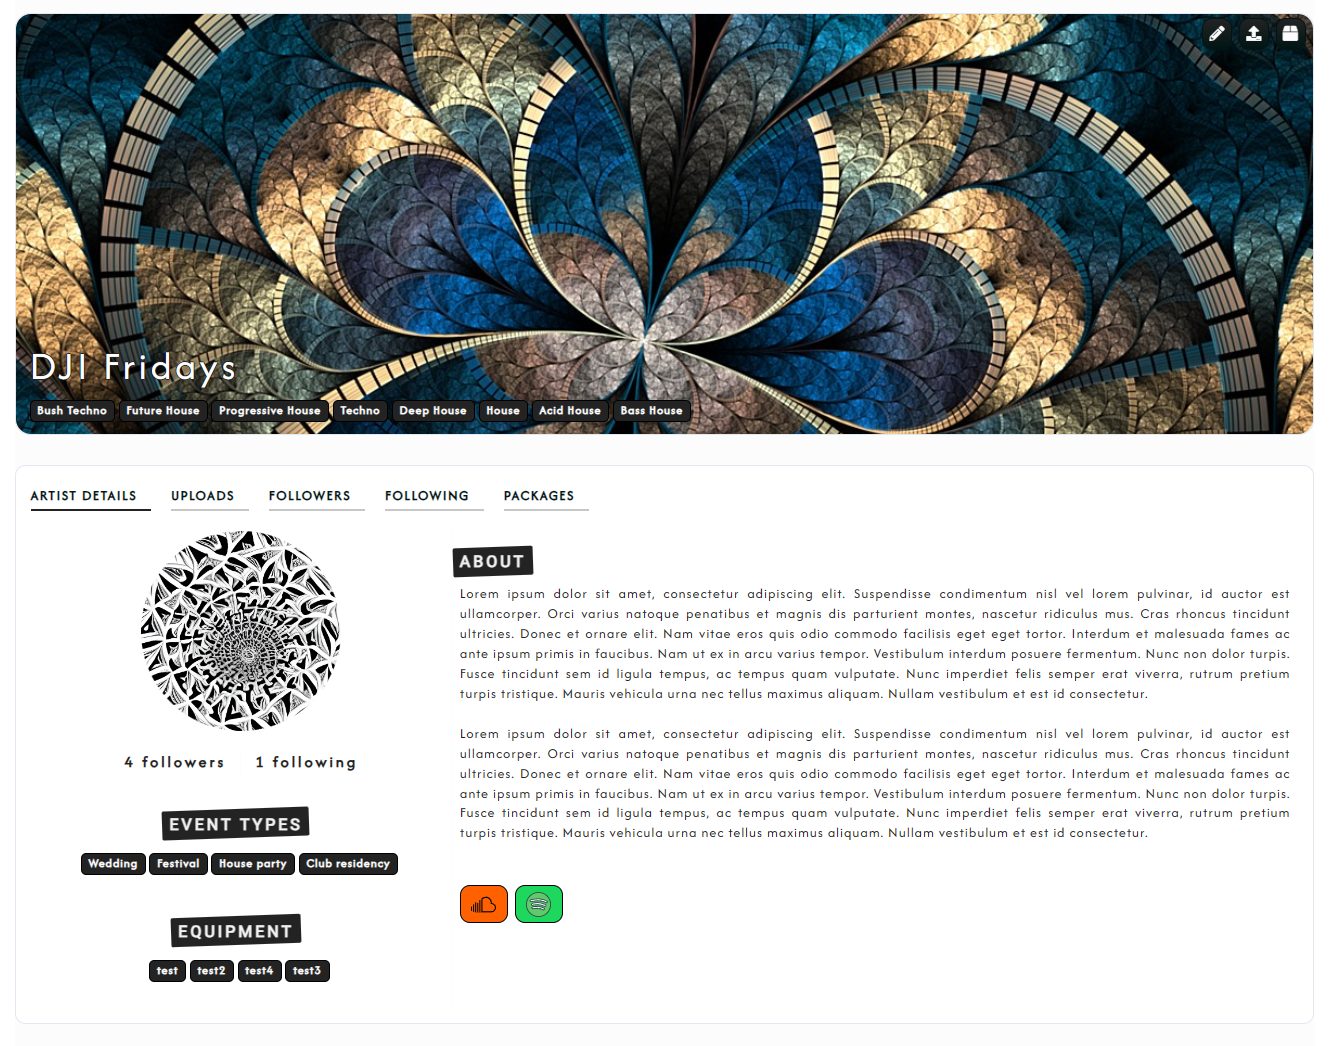 DJI Fridays
Bush Techno Future House Progressive House Techno Deep House House Acid House Bass House
ARTIST DETAILS UPLOADS FOLLOWERS FOLLOWING PACKAGES
4 followers 1 following
EVENT TYPES
Wedding Festival House party Club residency
EQUIPMENT
test test2 test4 test3
ABOUT
Lorem ipsum dolor sit amet, consectetur adipiscing elit. Suspendisse condimentum nisl vel lorem pulvinar, id auctor est
ullamcorper. Orci varius natoque penatibus et magnis dis parturient montes, nascetur ridiculus mus. Cras rhoncus tincidunt
ultricies. Donec et ornare elit. Nam vitae eros quis odio commodo facilisis eget eget tortor. Interdum et malesuada fames ac
ante ipsum primis in faucibus. Nam ut ex in arcu varius tempor. Vestibulum interdum posuere fermentum. Nunc non dolor turpis.
Fusce tincidunt sem id ligula tempus, ac tempus quam vulputate. Nunc imperdiet felis semper erat viverra, rutrum pretium
turpis tristique. Mauris vehicula urna nec tellus maximus aliquam. Nullam vestibulum et est id consectetur.
Lorem ipsum dolor sit amet, consectetur adipiscing elit. Suspendisse condimentum nisl vel lorem pulvinar, id auctor est
ullamcorper. Orci varius natoque penatibus et magnis dis parturient montes, nascetur ridiculus mus. Cras rhoncus tincidunt
ultricies. Donec et ornare elit. Nam vitae eros quis odio commodo facilisis eget eget tortor. Interdum et malesuada fames ac
ante ipsum primis in faucibus. Nam ut ex in arcu varius tempor. Vestibulum interdum posuere fermentum. Nunc non dolor turpis.
Fusce tincidunt sem id ligula tempus, ac tempus quam vulputate. Nunc imperdiet felis semper erat viverra, rutrum pretium
turpis tristique. Mauris vehicula urna nec tellus maximus aliquam. Nullam vestibulum et est id consectetur.